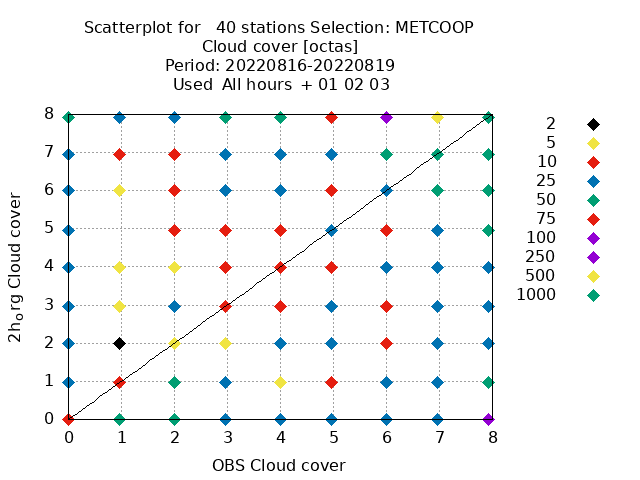 Scatterplot for   40 stations Selection: METCOOP
Cloud cover [octas]
Period: 20220816-20220819
Used  All hours  + 01 02 03
8
7
6
5
4
3
2
1
0
0 1 2 3 4 5 6 7 8
OBS Cloud cover
2h_org Cloud cover
2
5
10
25
50
75
100
250
500
1000